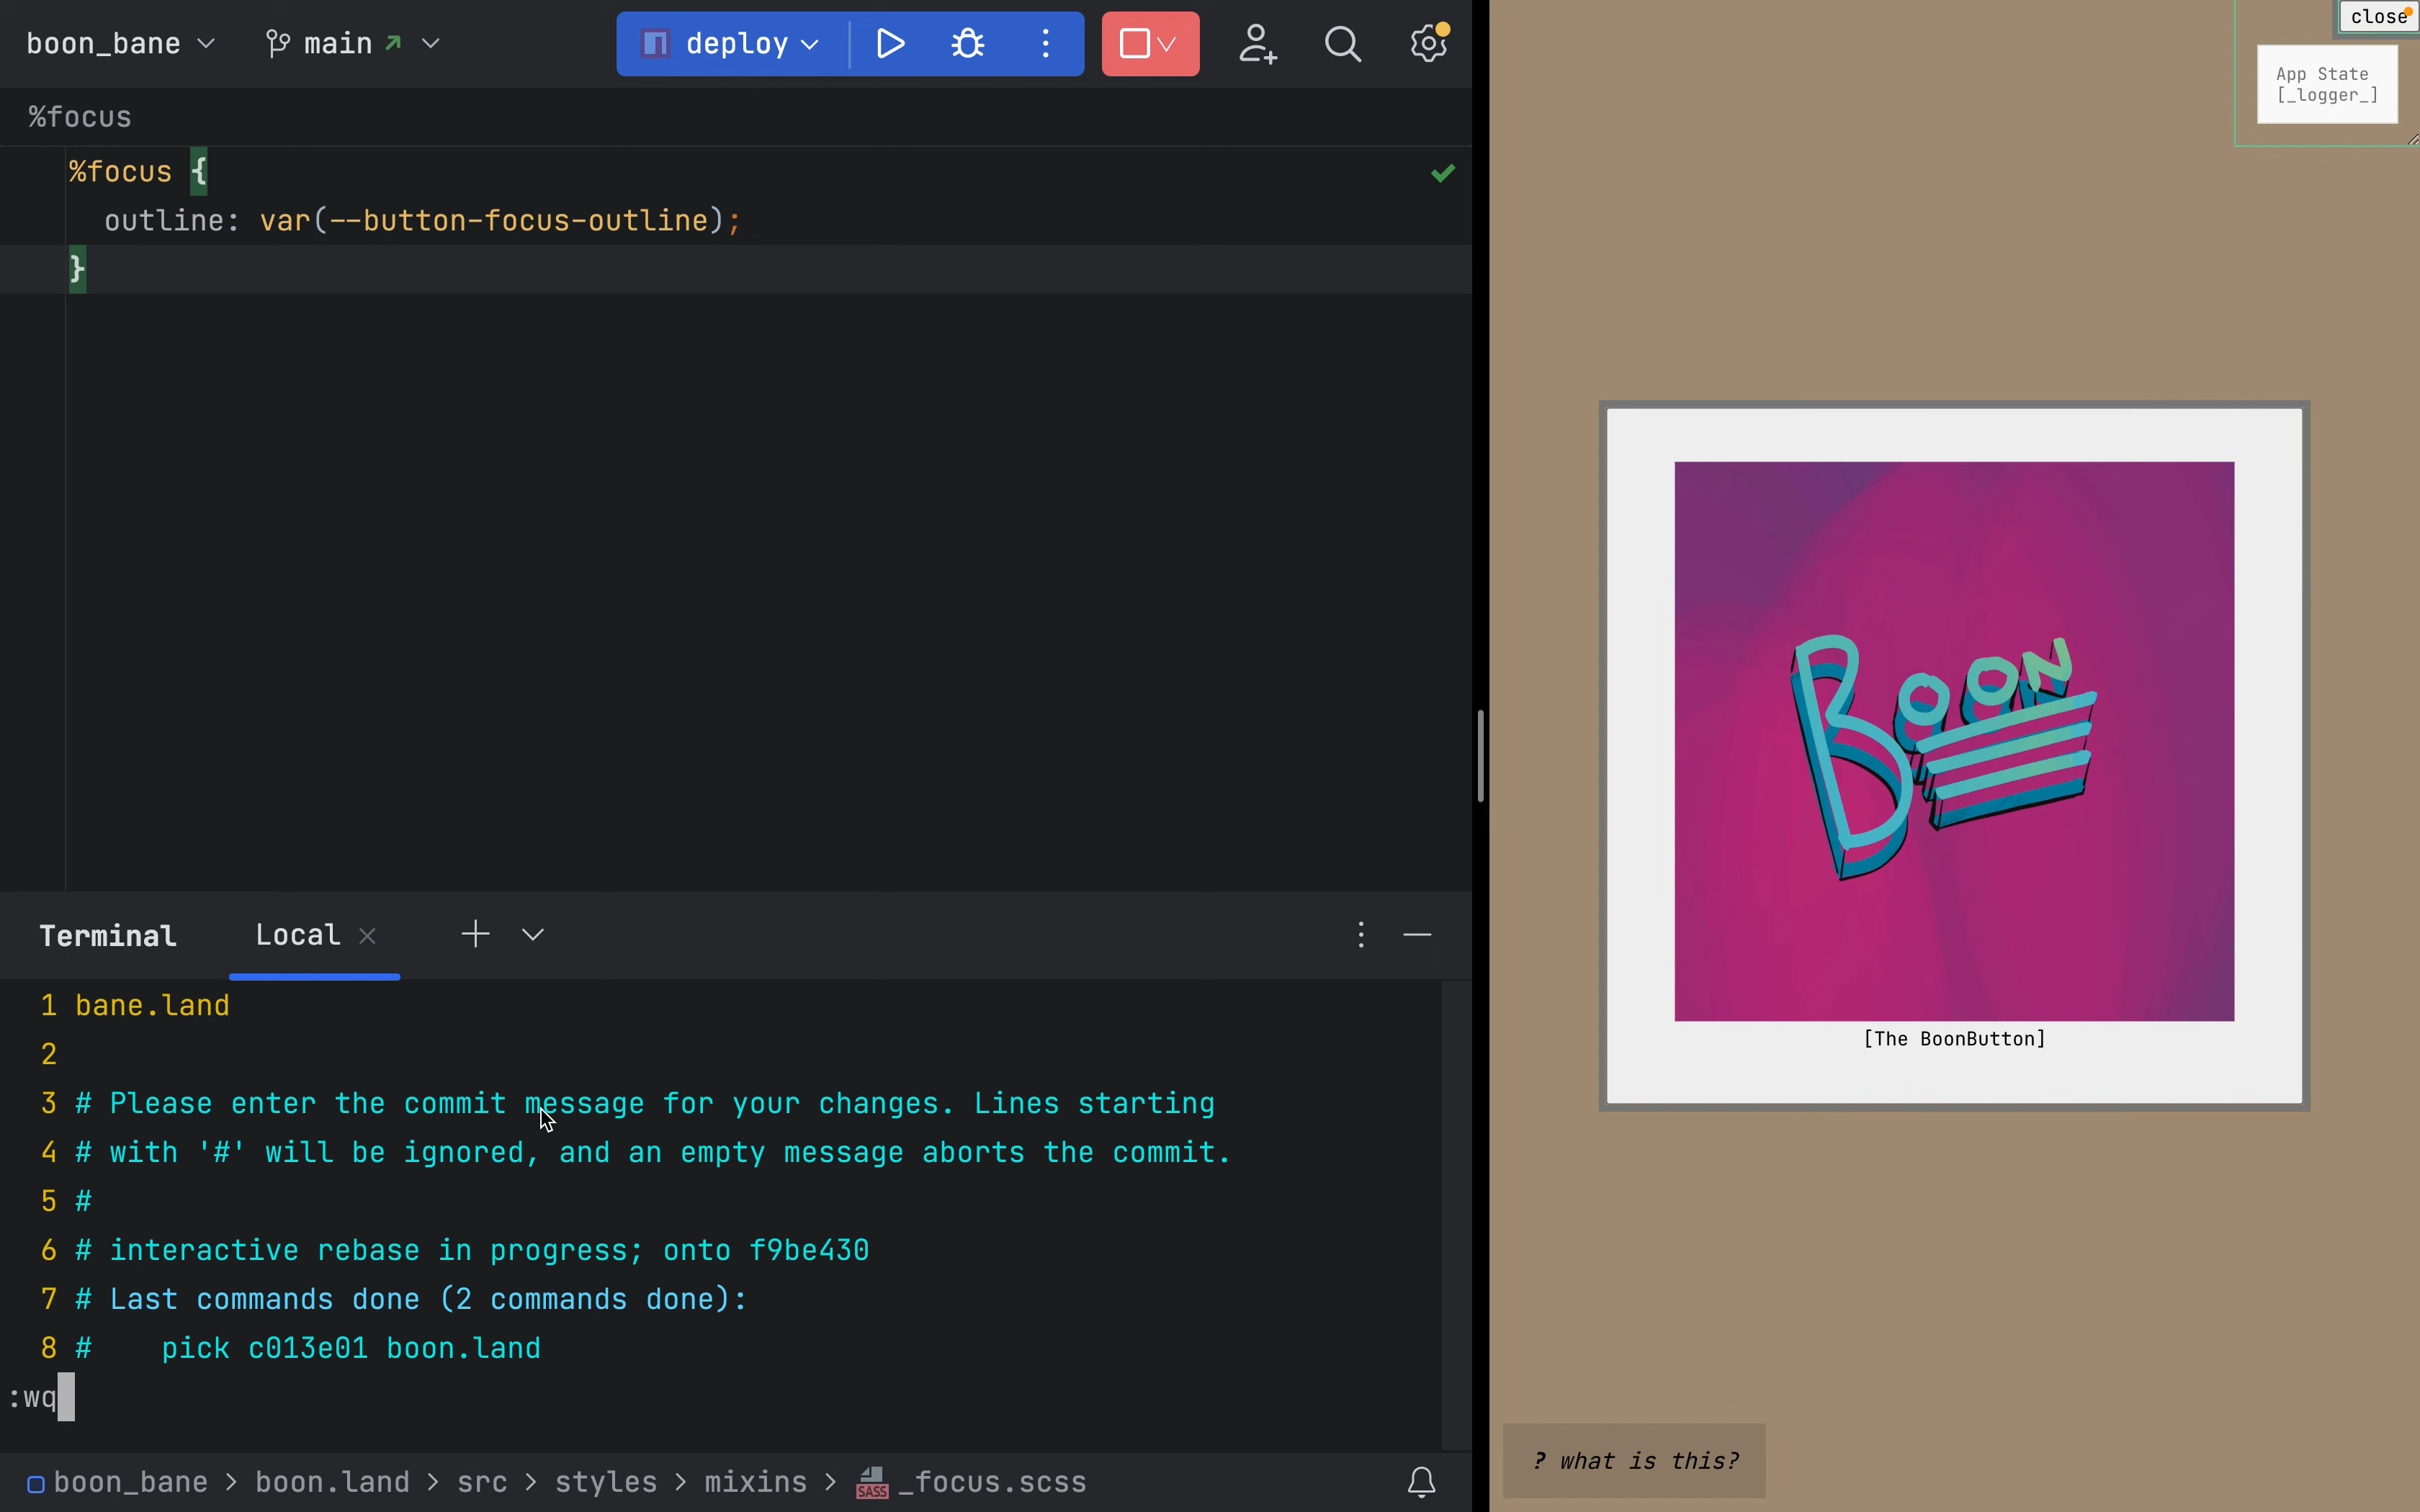 boon_bane main deploy
%focus
%focus {
outline: var(--button-focus-outline);
}
Terminal Local
1 bane.land
2
3 # Please enter the commit message for your changes. Lines starting
4 # with '#' will be ignored, and an empty message aborts the commit.
5 #
6 # interactive rebase in progress; onto f9be430
7 # Last commands done (2 commands done):
8 #    pick c013e01 boon.land
:wq
boon_bane > boon.land > src > styles > mixins > SASS _focus.scss
close
App State
[_logger_]
Boon
[The BoonButton]
? what is this?